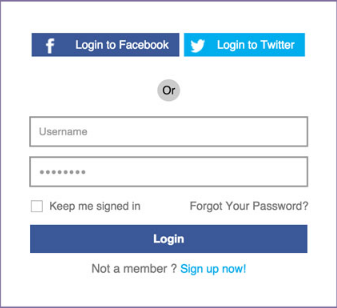 Login to Facebook Login to Twitter
Or
Username
••••••••
Keep me signed in Forgot Your Password?
Login
Not a member ? Sign up now!